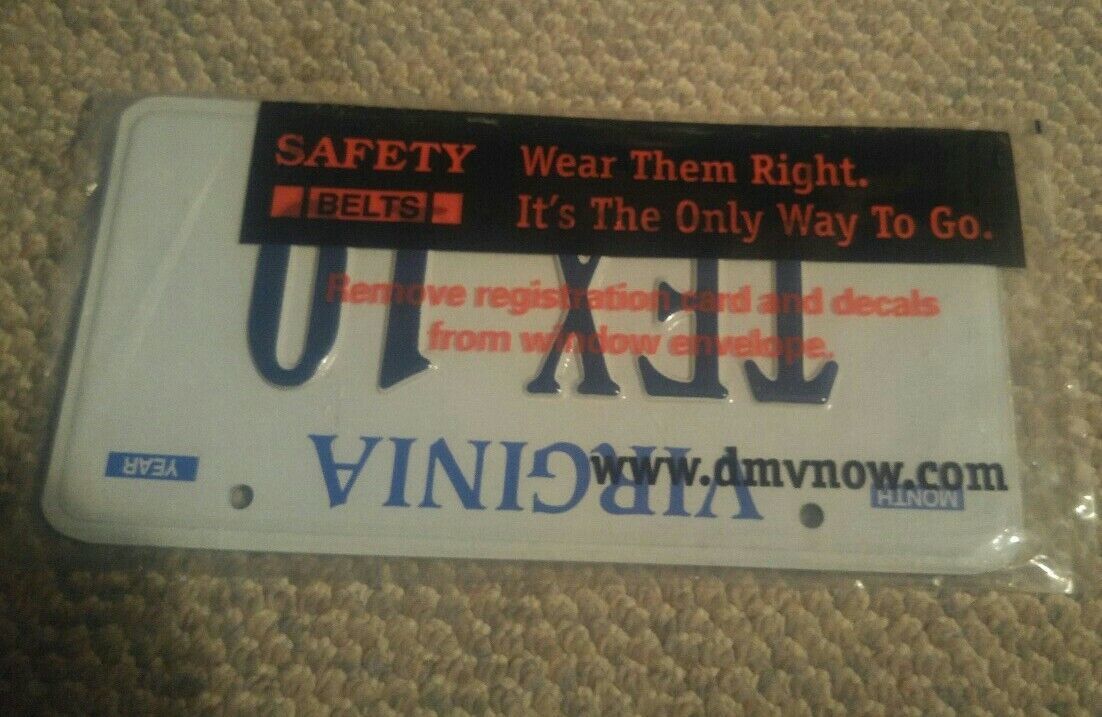 SAFETY
BELTS
Wear Them Right.
It's The Only Way To Go.
Remove registration card and decals
from window envelope.
www.dmvnow.com
MONTH
VIRGINIA
YEAR
TEX 10